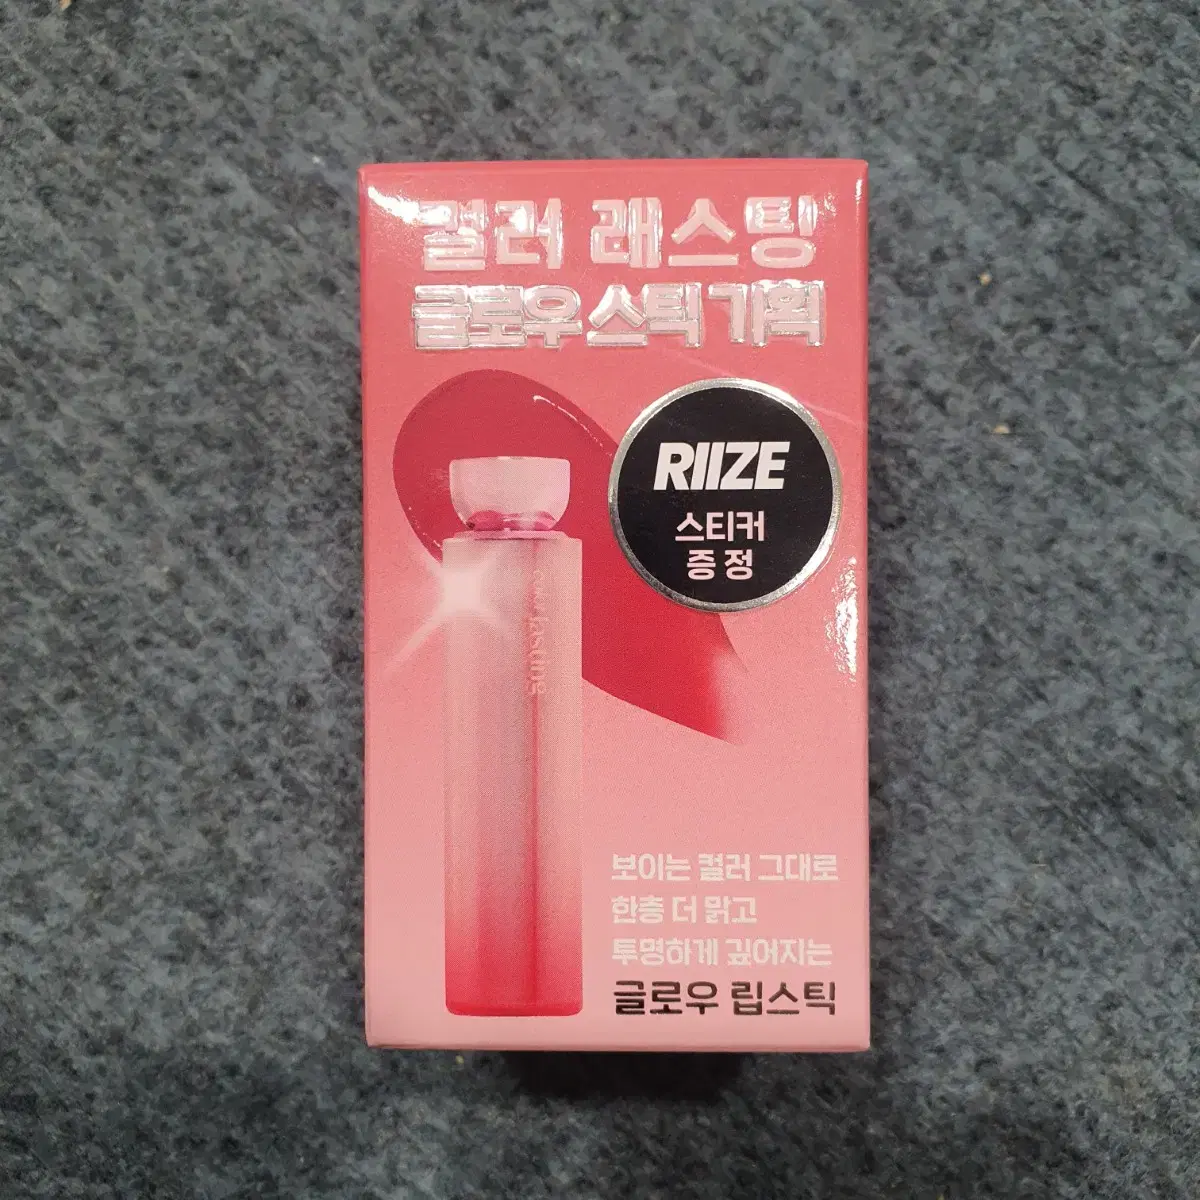 컬러 래스팅
글로우 스틱 기획
RIIZE
스티커
증정
color lasting
보이는 컬러 그대로
한층 더 맑고
투명하게 깊어지는
글로우 립스틱